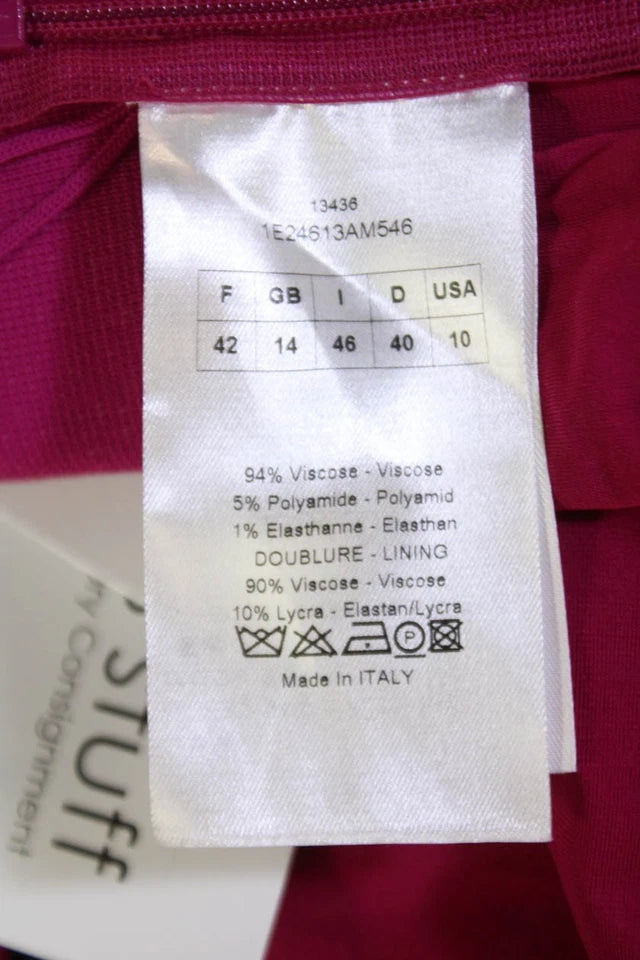 13436
1E24613AM546
F GB I D USA
42 14 46 40 10
94% Viscose - Viscose
5% Polyamide - Polyamid
1% Elasthanne - Elasthan
DOUBLURE - LINING
90% Viscose - Viscose
10% Lycra - Elastan/Lycra
P
Made In ITALY
STUFF
Consignment